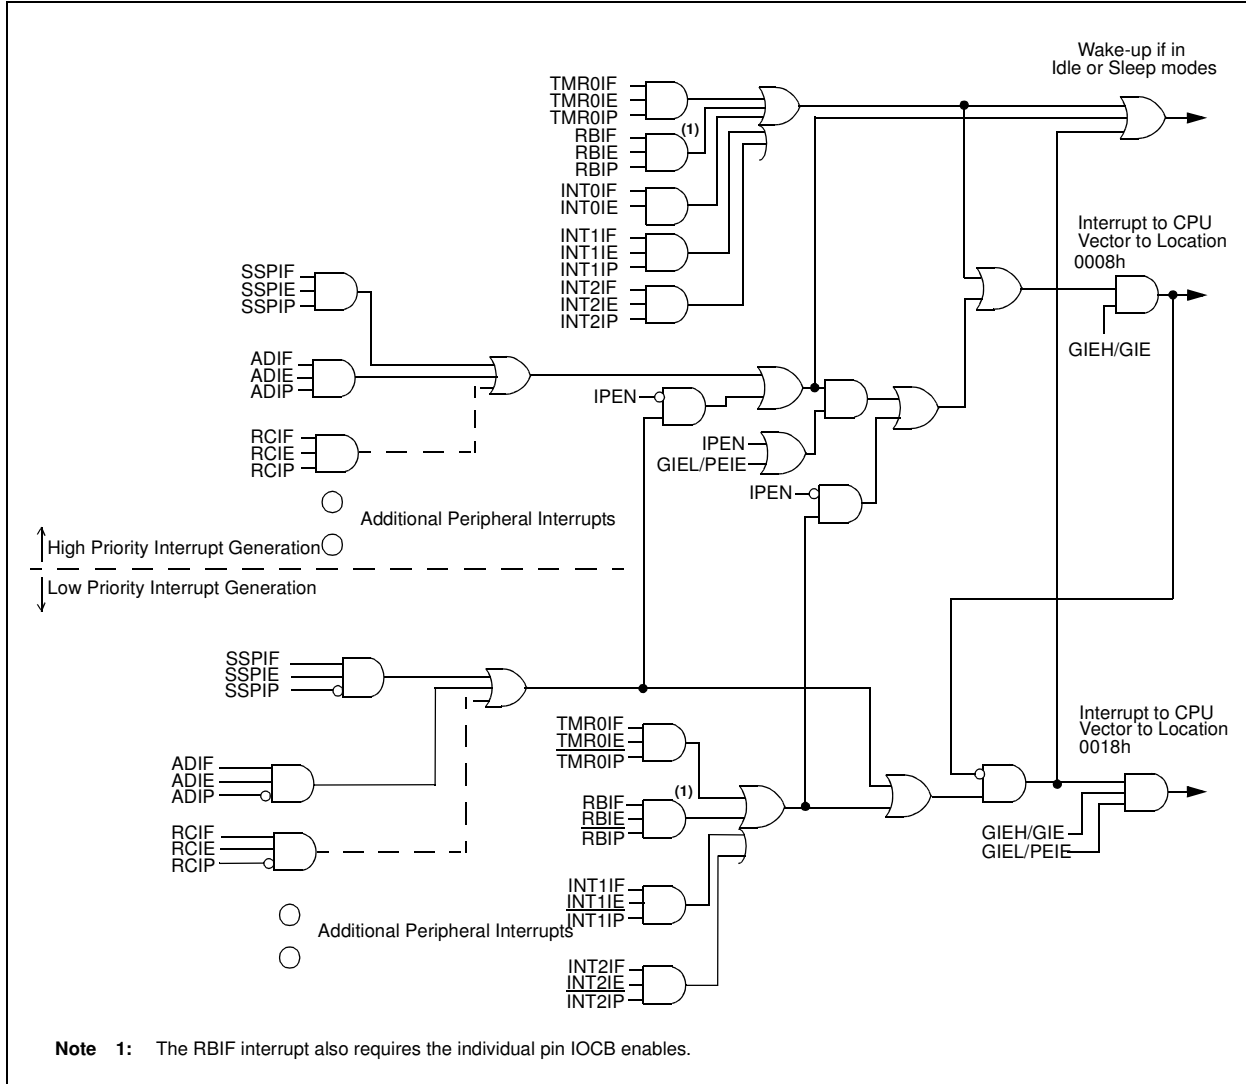 Wake-up if in
Idle or Sleep modes
TMR0IF
TMR0IE
TMR0IP
(1)
RBIF
RBIE
RBIP
INT0IF
INT0IE
Interrupt to CPU
Vector to Location
0008h
INT1IF
INT1IE
INT1IP
SSPIF
SSPIE
SSPIP
INT2IF
INT2IE
INT2IP
GIEH/GIE
ADIF
ADIE
ADIP
IPEN
RCIF
RCIE
RCIP
IPEN
GIEL/PEIE
IPEN
Additional Peripheral Interrupts
High Priority Interrupt Generation
Low Priority Interrupt Generation
SSPIF
SSPIE
SSPIP
Interrupt to CPU
Vector to Location
0018h
TMR0IF
TMR0IE
TMR0IP
ADIF
ADIE
ADIP
(1)
RBIF
RBIE
RBIP
RCIF
RCIE
RCIP
GIEH/GIE
GIEL/PEIE
INT1IF
INT1IE
INT1IP
Additional Peripheral Interrupts
INT2IF
INT2IE
INT2IP
Note 1: The RBIF interrupt also requires the individual pin IOCB enables.